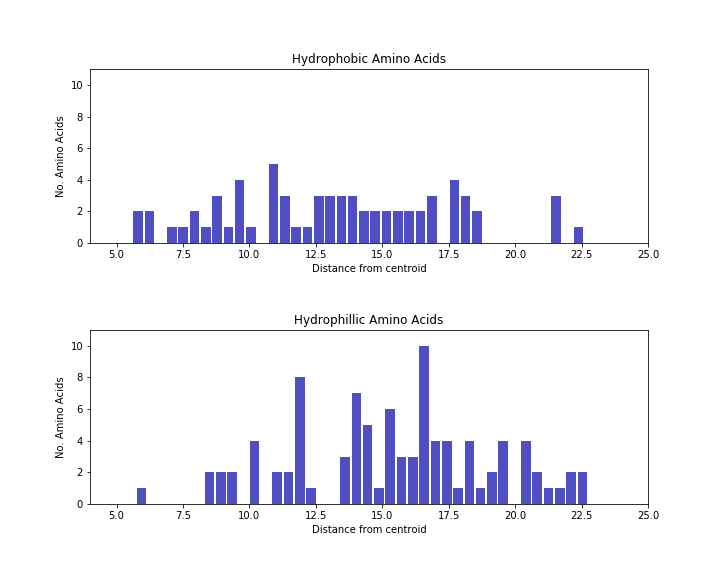 Hydrophobic Amino Acids
No. Amino Acids
10
8
6
4
2
0
5.0 7.5 10.0 12.5 15.0 17.5 20.0 22.5 25.0
Distance from centroid
Hydrophillic Amino Acids
No. Amino Acids
10
8
6
4
2
0
5.0 7.5 10.0 12.5 15.0 17.5 20.0 22.5 25.0
Distance from centroid